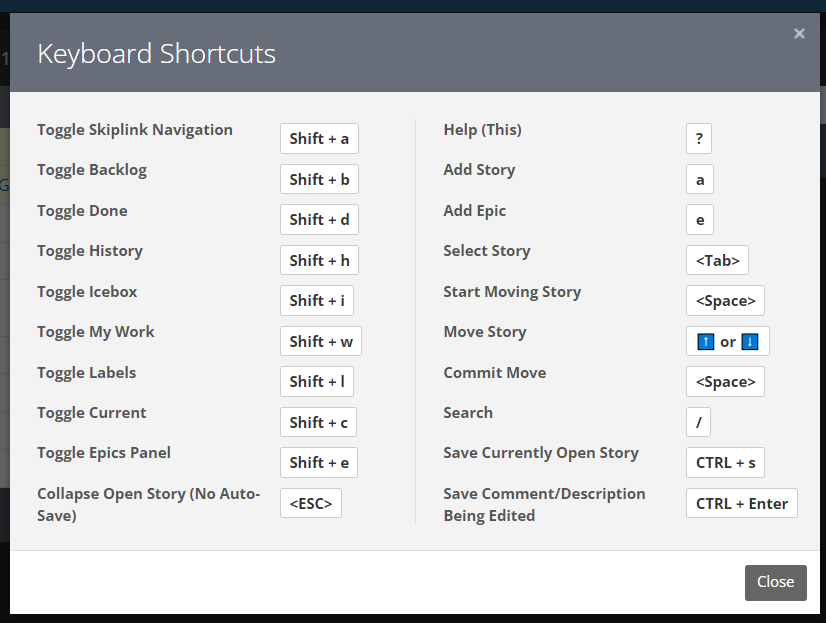 Keyboard Shortcuts
×
Toggle Skiplink Navigation Shift + a
Toggle Backlog Shift + b
Toggle Done Shift + d
Toggle History Shift + h
Toggle Icebox Shift + i
Toggle My Work Shift + w
Toggle Labels Shift + l
Toggle Current Shift + c
Toggle Epics Panel Shift + e
Collapse Open Story (No Auto- <ESC>
Save)
Help (This) ?
Add Story a
Add Epic e
Select Story <Tab>
Start Moving Story <Space>
Move Story ↑ or ↓
Commit Move <Space>
Search /
Save Currently Open Story CTRL + s
Save Comment/Description CTRL + Enter
Being Edited
Close